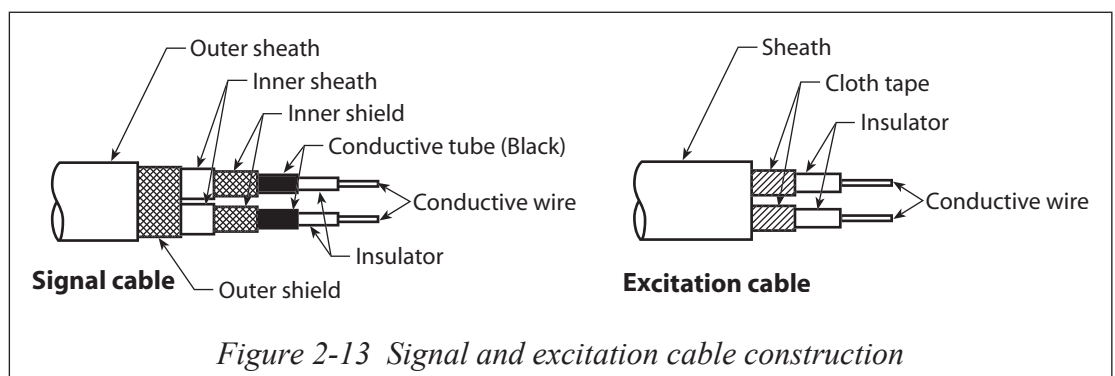 Outer sheath
Inner sheath
Inner shield
Conductive tube (Black)
Conductive wire
Insulator
Outer shield
Signal cable
Sheath
Cloth tape
Insulator
Conductive wire
Excitation cable
Figure 2-13 Signal and excitation cable construction